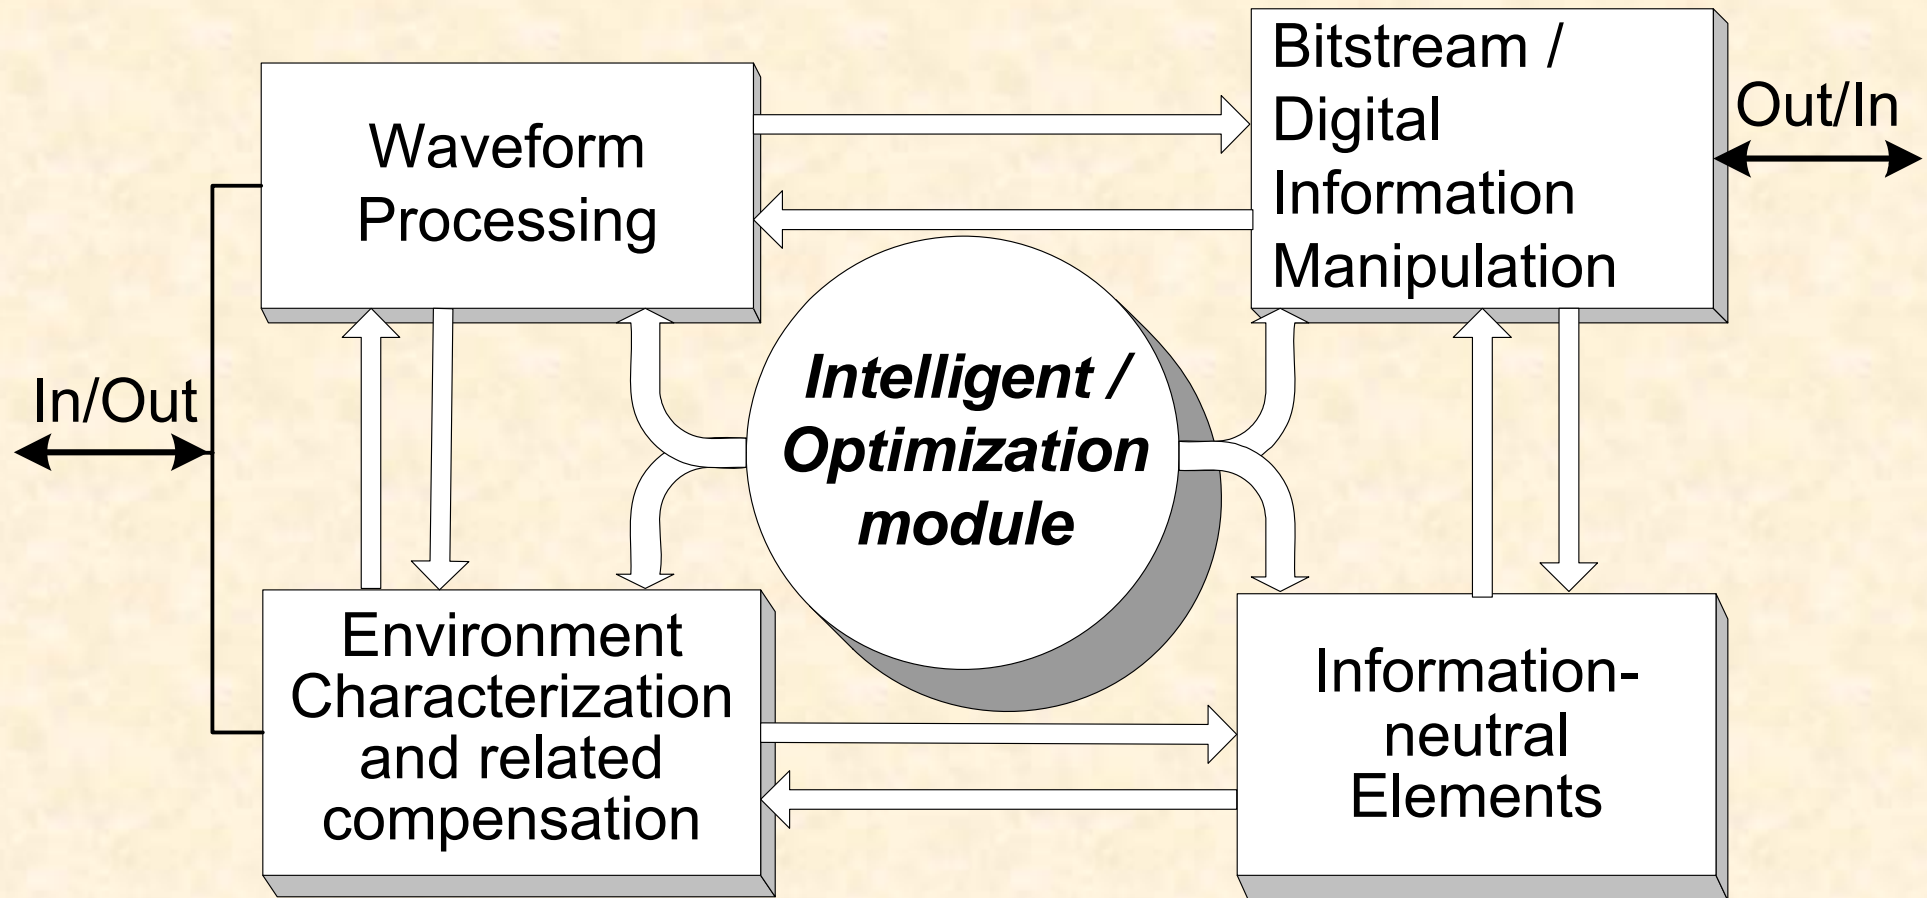 Waveform
Processing
Bitstream /
Digital
Information
Manipulation
Out/In
In/Out
Intelligent /
Optimization
module
Environment
Characterization
and related
compensation
Information-
neutral
Elements